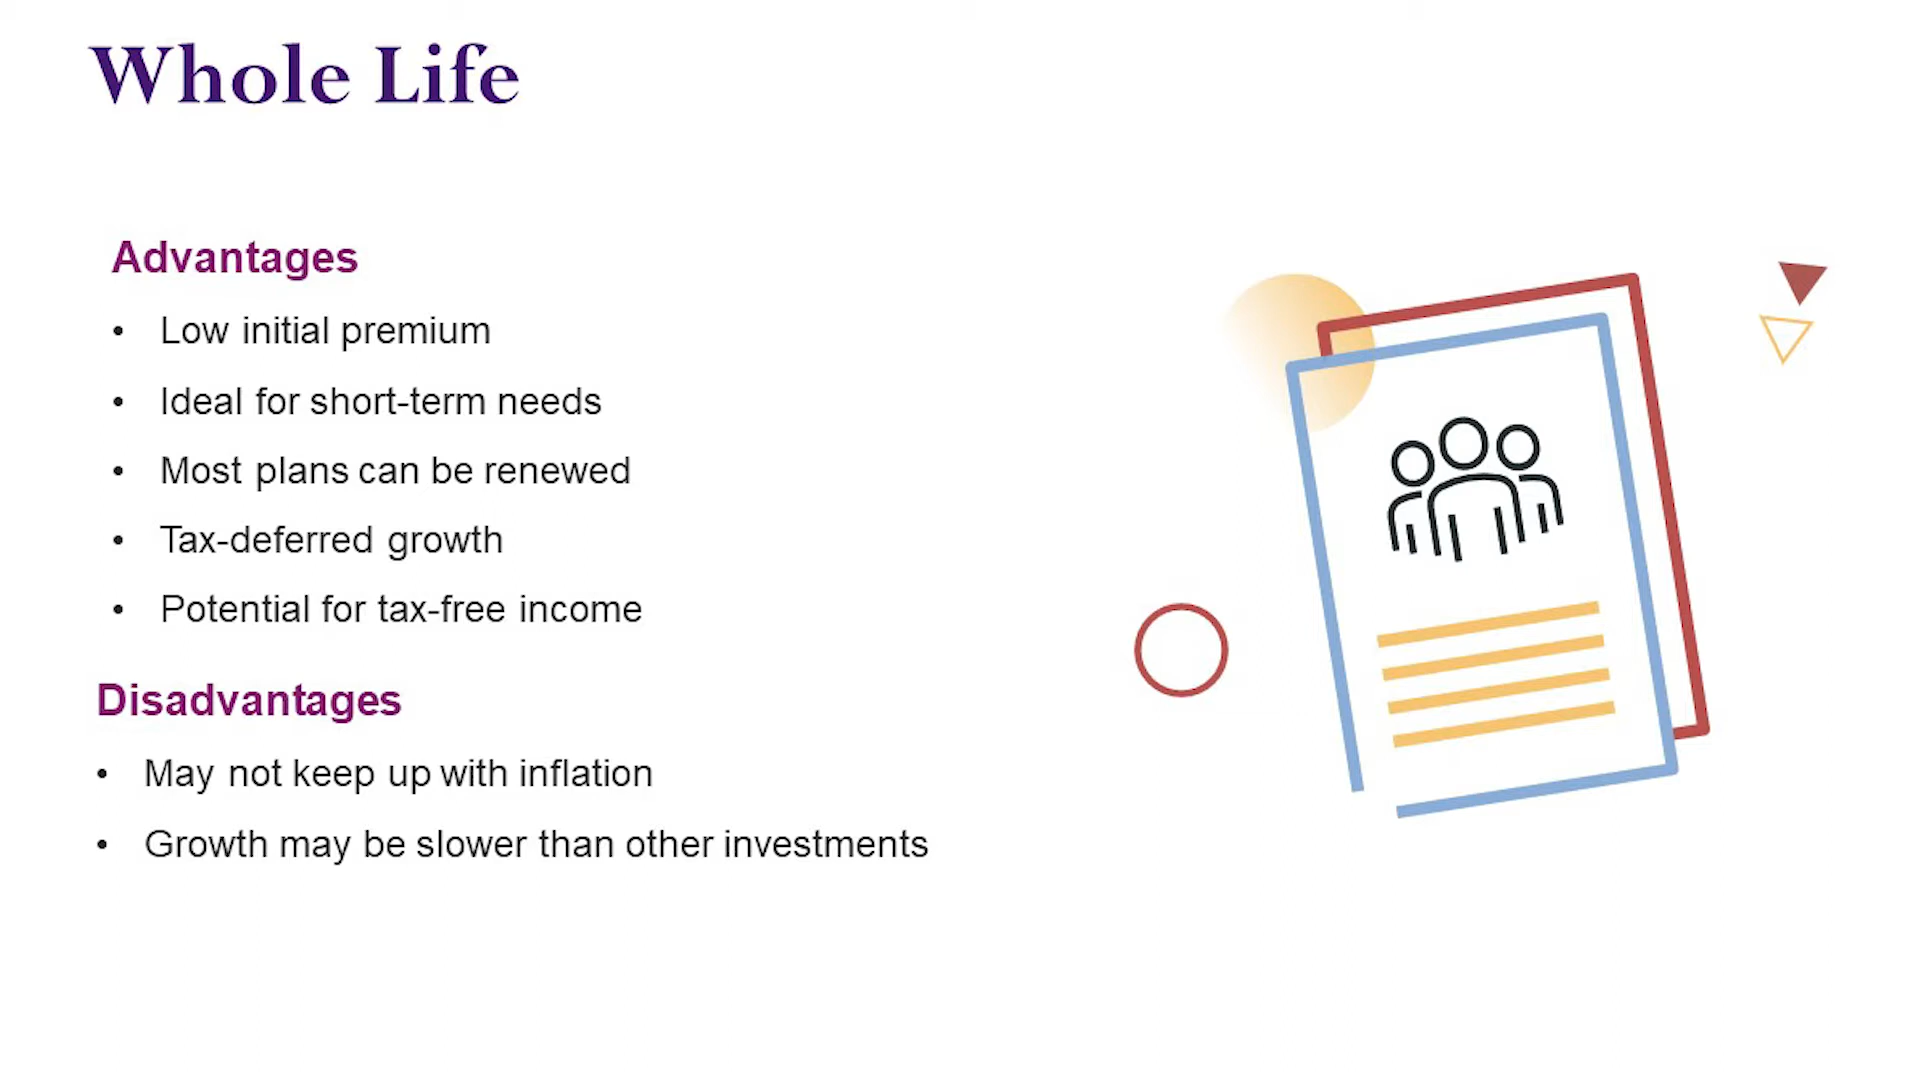 Whole Life
Advantages
• Low initial premium
• Ideal for short-term needs
• Most plans can be renewed
• Tax-deferred growth
• Potential for tax-free income
Disadvantages
• May not keep up with inflation
• Growth may be slower than other investments